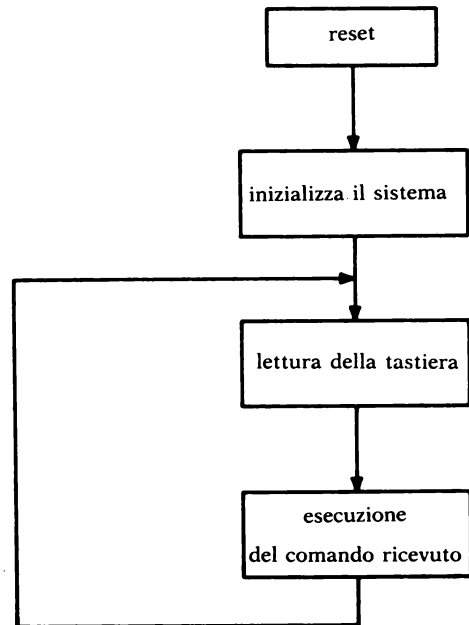 reset
inizializza il sistema
lettura della tastiera
esecuzione
del comando ricevuto